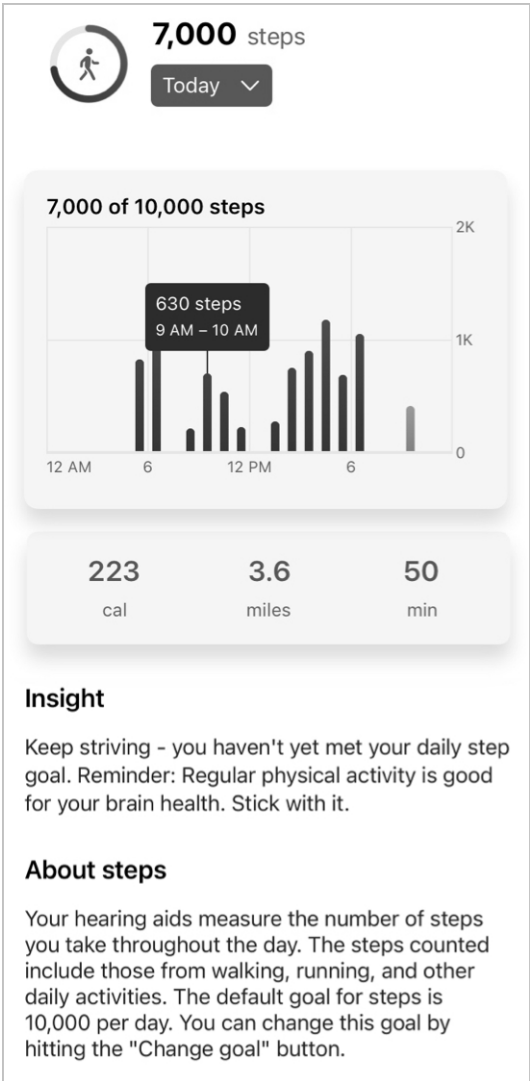 7,000 steps
Today
7,000 of 10,000 steps
2K
630 steps
9 AM – 10 AM
1K
0
12 AM 6 12 PM 6
223 3.6 50
cal miles min
Insight
Keep striving - you haven't yet met your daily step
goal. Reminder: Regular physical activity is good
for your brain health. Stick with it.
About steps
Your hearing aids measure the number of steps
you take throughout the day. The steps counted
include those from walking, running, and other
daily activities. The default goal for steps is
10,000 per day. You can change this goal by
hitting the "Change goal" button.